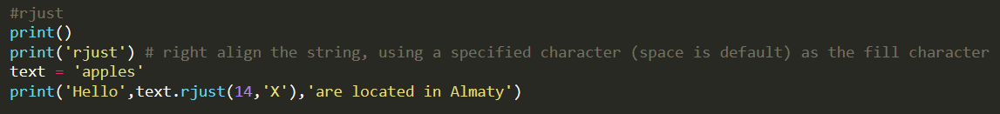 #rjust
print()
print('rjust') # right align the string, using a specified character (space is default) as the fill character
text = 'apples'
print('Hello',text.rjust(14,'X'),'are located in Almaty')